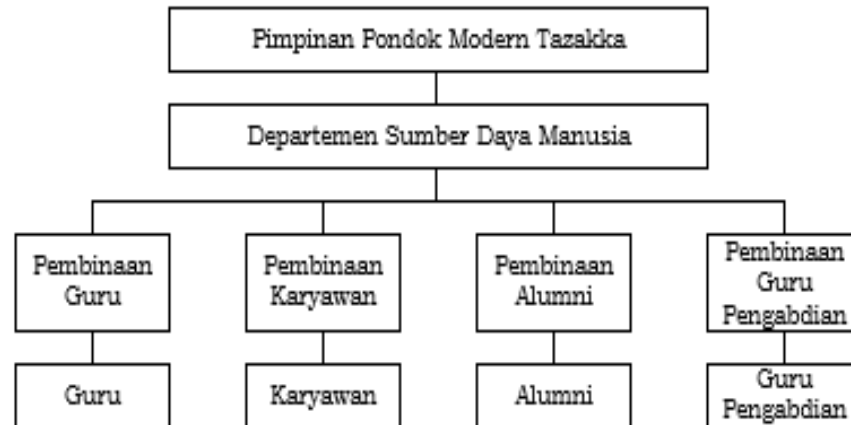 Pimpinan Pondok Modern Tazakka
Departemen Sumber Daya Manusia
Pembinaan
Guru
Pembinaan
Karyawan
Pembinaan
Alumni
Pembinaan
Guru
Pengabdian
Guru
Karyawan
Alumni
Guru
Pengabdian